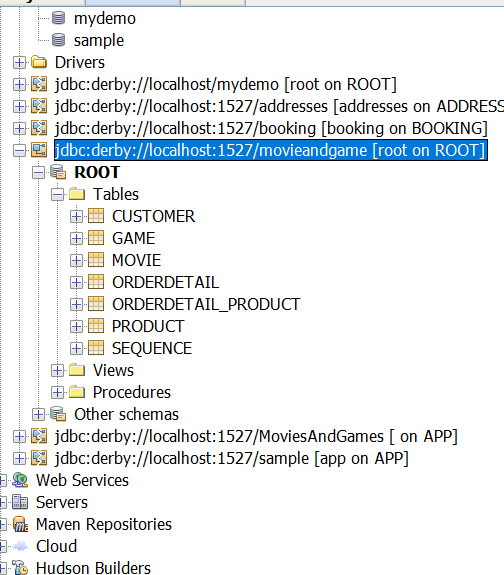 mydemo
sample
Drivers
jdbc:derby://localhost/mydemo [root on ROOT]
jdbc:derby://localhost:1527/addresses [addresses on ADDRESS
jdbc:derby://localhost:1527/booking [booking on BOOKING]
jdbc:derby://localhost:1527/movieandgame [root on ROOT]
ROOT
Tables
CUSTOMER
GAME
MOVIE
ORDERDETAIL
ORDERDETAIL_PRODUCT
PRODUCT
SEQUENCE
Views
Procedures
Other schemas
jdbc:derby://localhost:1527/MoviesAndGames [ on APP]
jdbc:derby://localhost:1527/sample [app on APP]
Web Services
Servers
Maven Repositories
Cloud
Hudson Builders